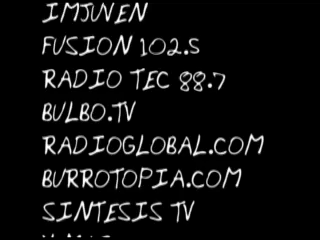 IMJUVEN
FUSION 102.5
RADIO TEC 88.7
BULBO.TV
RADIOGLOBAL.COM
BURROTOPIA.COM
SINTESIS TV